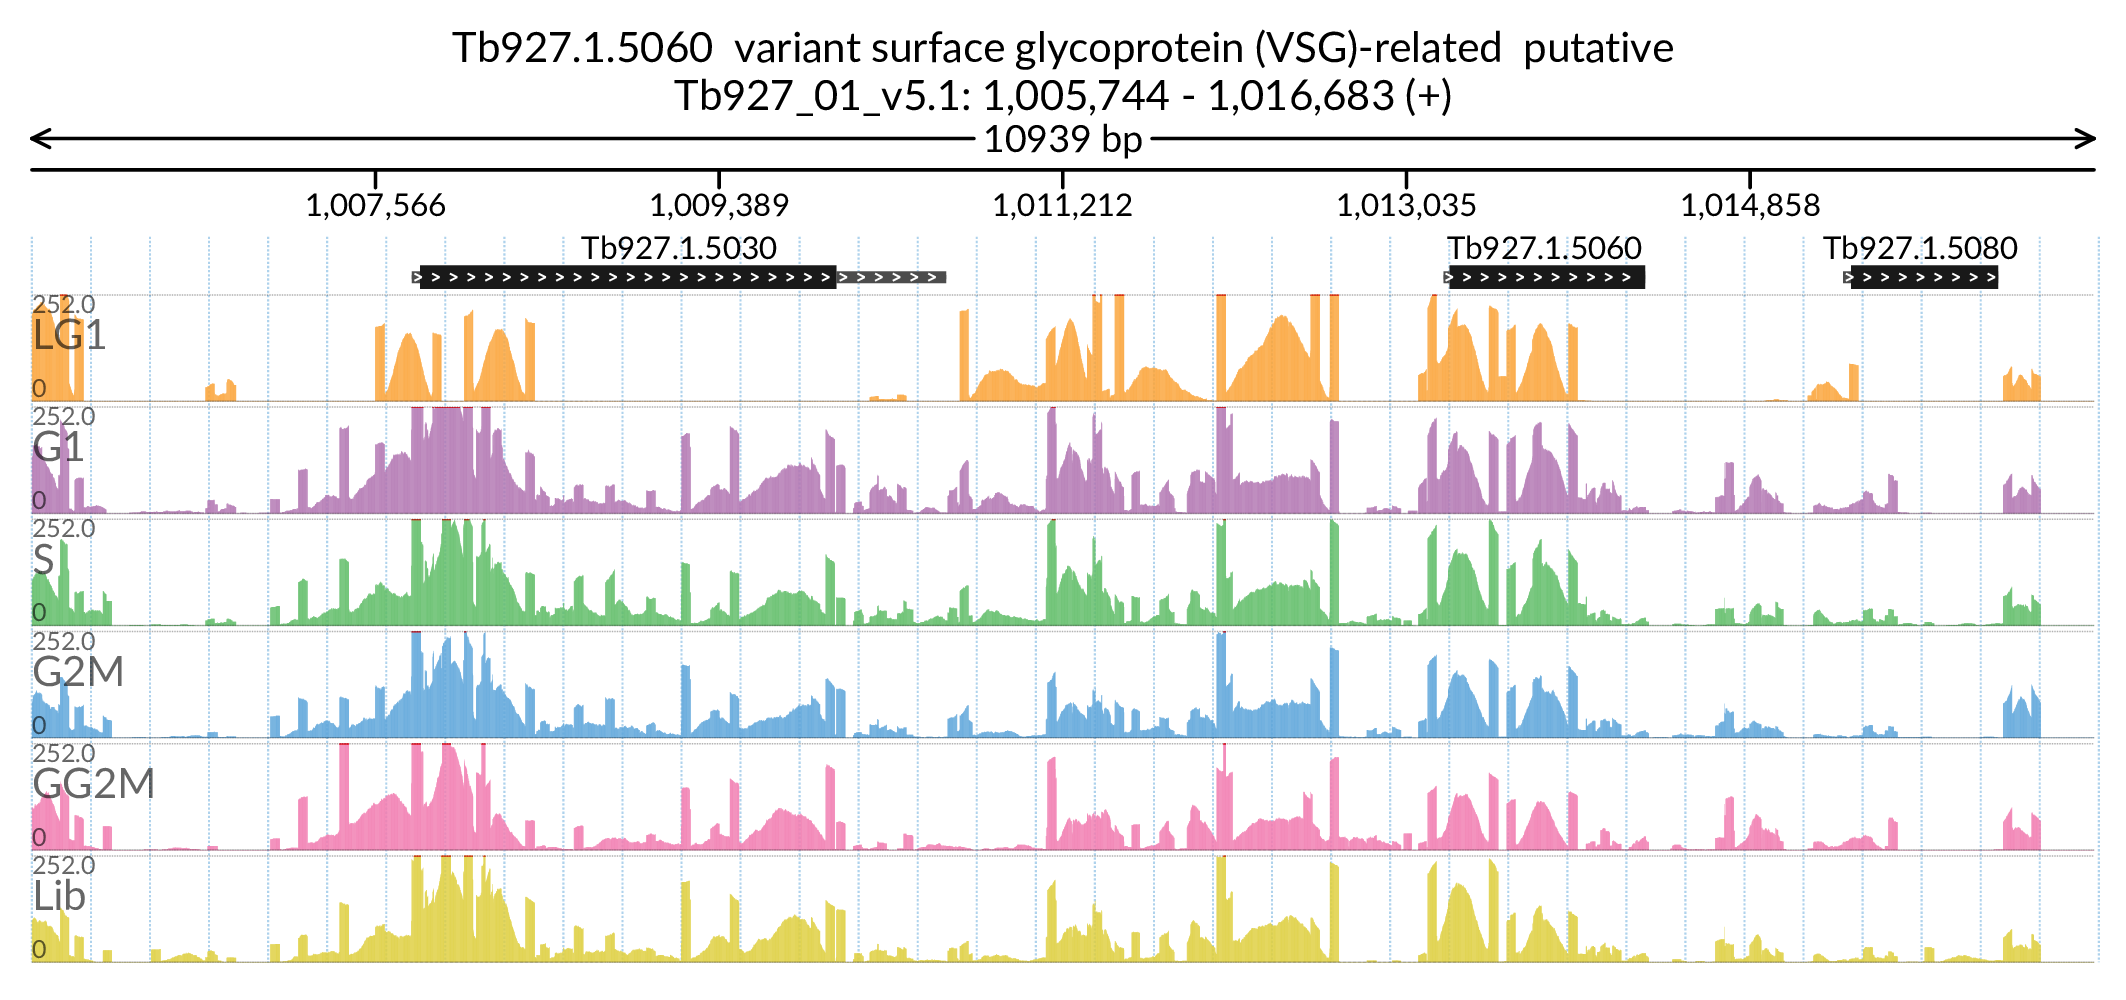 Tb927.1.5060 variant surface glycoprotein (VSG)-related putative
Tb927_01_v5.1: 1,005,744 - 1,016,683 (+)
10939 bp
1,007,566 1,009,389 1,011,212 1,013,035 1,014,858
Tb927.1.5030 Tb927.1.5060 Tb927.1.5080
252.0
LG1
0
252.0
G1
0
252.0
S
0
252.0
G2M
0
252.0
GG2M
0
252.0
Lib
0